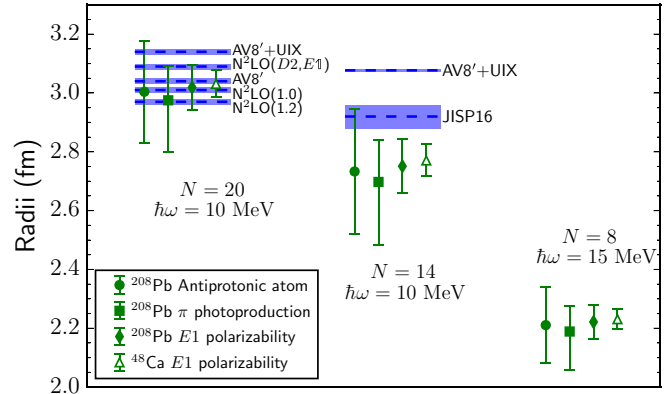 3.2
3.0
2.8
2.6
2.4
2.2
2.0
Radii (fm)
AV8′+UIX
N²LO(D2,E1)
AV8′
N²LO(1.0)
N²LO(1.2)
N = 20
ℏω = 10 MeV
AV8′+UIX
JISP16
N = 14
ℏω = 10 MeV
N = 8
ℏω = 15 MeV
²⁰⁸Pb Antiprotonic atom
²⁰⁸Pb π photoproduction
²⁰⁸Pb E1 polarizability
⁴⁸Ca E1 polarizability